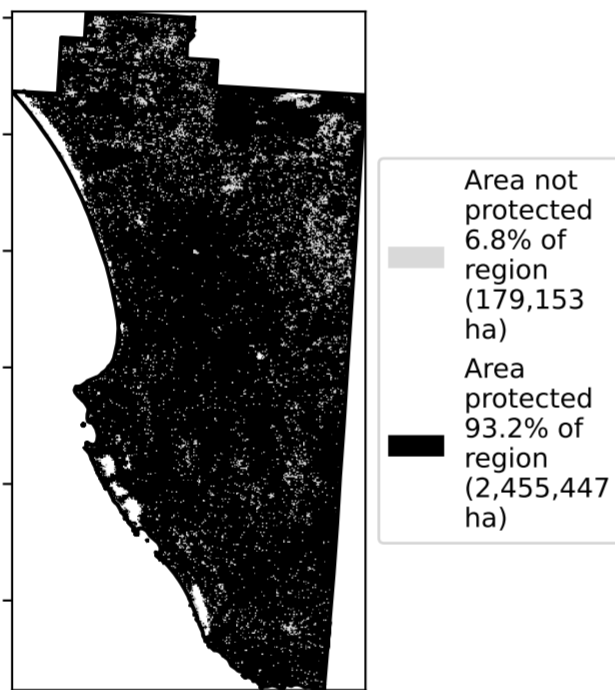 Area not
protected
6.8% of
region
(179,153
ha)
Area
protected
93.2% of
region
(2,455,447
ha)